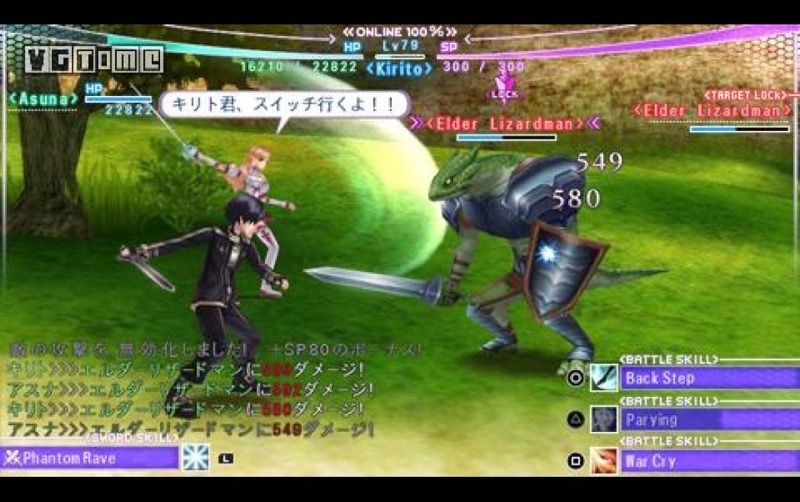 ≪ONLINE 100%≫
VGTIME
HP Lv79 SP
16210 / 22822 <Kirito> 300 / 300
<Asuna> HP
22822
LOCK
キリト君、スイッチ行くよ！！
<Elder Lizardman>
<TARGET LOCK>
<Elder Lizardman>
549
580
敵の攻撃を 無効化しました! +SP80のボーナス!
キリト>>>エルダーリザードマンに580ダメージ!
アスナ>>>エルダーリザードマンに ダメージ!
キリト>>>エルダーリザードマンに580ダメージ!
アスナ>>>エルダーリザードマンに549ダメージ!
<SWORD SKILL>
Phantom Rave
L
<BATTLE SKILL>
Back Step
<BATTLE SKILL>
Parying
<BATTLE SKILL>
War Cry